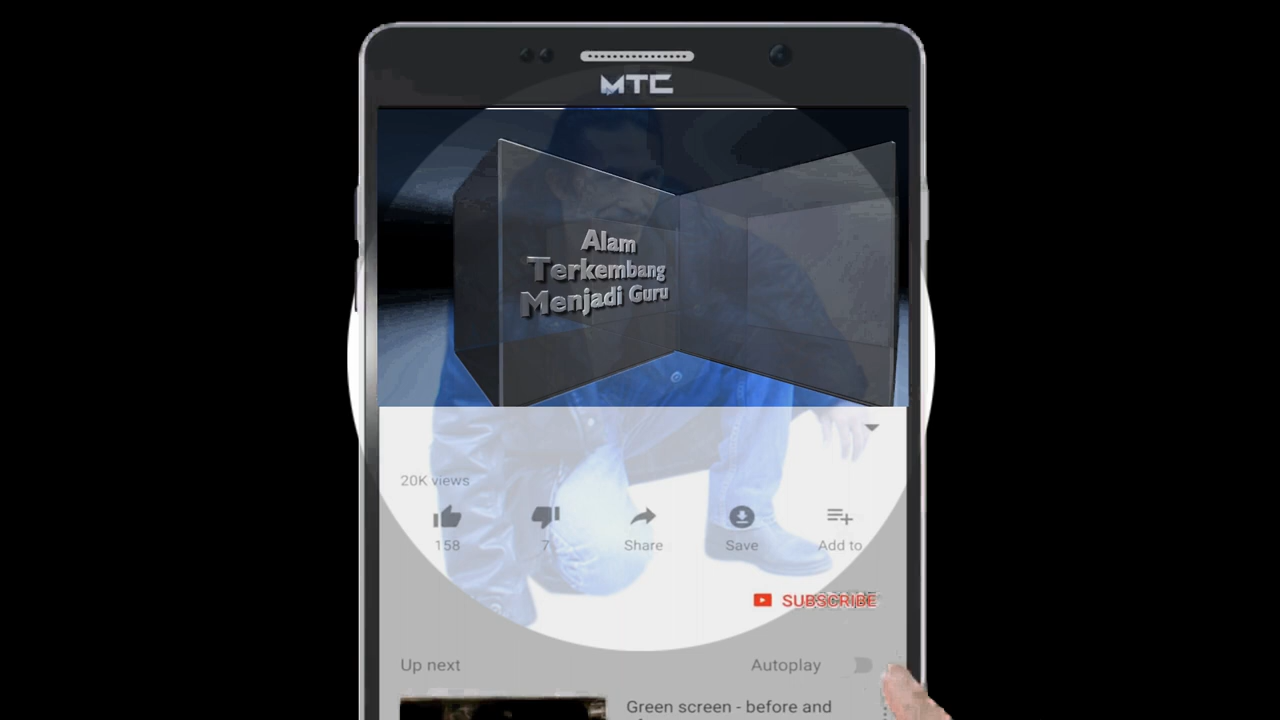 MTC
Alam
Terkembang
Menjadi Guru
20K views
158
7
Share
Save
Add to
SUBSCRIBE
Up next
Autoplay
Green screen - before and